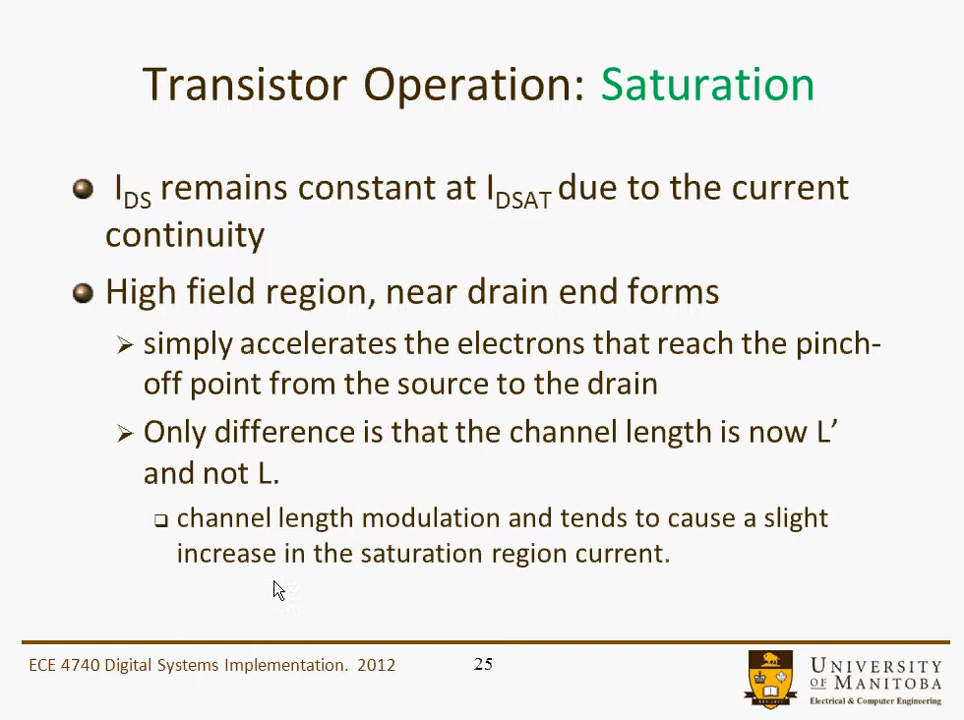 Transistor Operation: Saturation
I_DS remains constant at I_DSAT due to the current
continuity
High field region, near drain end forms
simply accelerates the electrons that reach the pinch-
off point from the source to the drain
Only difference is that the channel length is now L’
and not L.
channel length modulation and tends to cause a slight
increase in the saturation region current.
ECE 4740 Digital Systems Implementation. 2012
25
UNIVERSITY
OF MANITOBA
Electrical & Computer Engineering